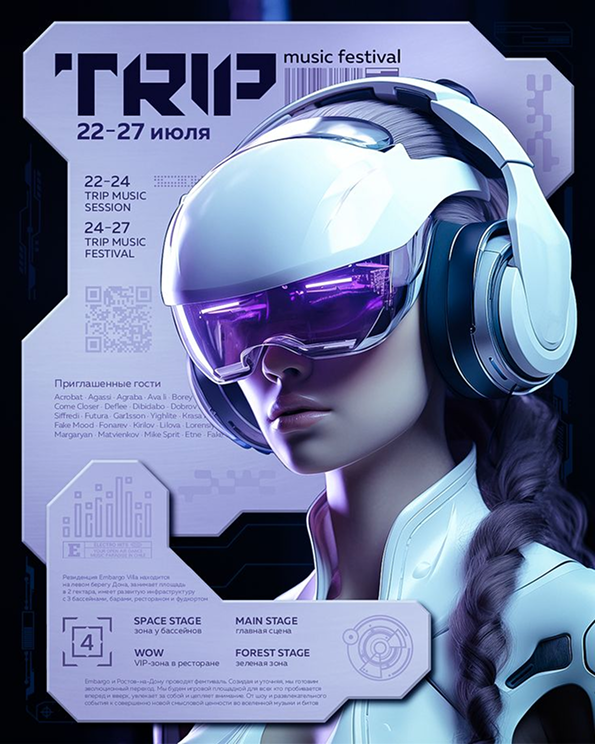 TRIP
music festival
22-27 июля
22-24
TRIP MUSIC
SESSION
24-27
TRIP MUSIC
FESTIVAL
Приглашенные гости
Acrobat · Agassi · Agraba · Ava li · Borey
Come Closer · Deflee · Dibidabo · Dobrov
Siffredi · Futura · Gar1sson · Yighlite · Krasa
Fake Mood · Fonarev · Kirilov · Lilova · Lorens
Margaryan · Matvienkov · Mike Sprit · Etne · Fake
E
Резиденция Embargo Villa находится
на левом берегу Дона, занимает площадь
в 2 гектара, имеет развитую инфраструктуру
с 3 бассейнами, барами, рестораном и фудкортом
4
SPACE STAGE
зона у бассейнов
MAIN STAGE
главная сцена
WOW
VIP-зона в ресторане
FOREST STAGE
зеленая зона
Embargo и Ростов-на-Дону проводят фестиваль. Созидая и уточняя, мы готовим
эволюционный переход. Мы будем игровой площадкой для всех кто пробивается
вперед и вверх, увлекает за собой и цепляет внимание. От шоу и развлекательного
события к совершенно новой смысловой ценности во вселенной музыки и битов